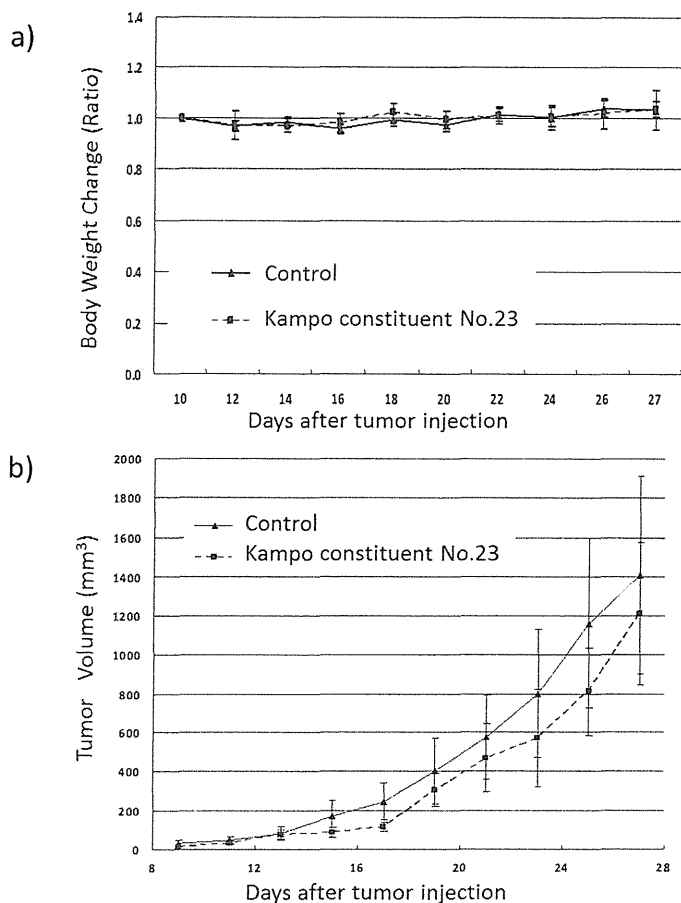 a)
Body Weight Change (Ratio)
1.4
1.2
1.0
0.8
0.6
0.4
0.2
0.0
Control
Kampo constituent No.23
10 12 14 16 18 20 22 24 26 27
Days after tumor injection
b)
Tumor Volume (mm³)
2000
1800
1600
1400
1200
1000
800
600
400
200
0
Control
Kampo constituent No.23
8 12 16 20 24 28
Days after tumor injection